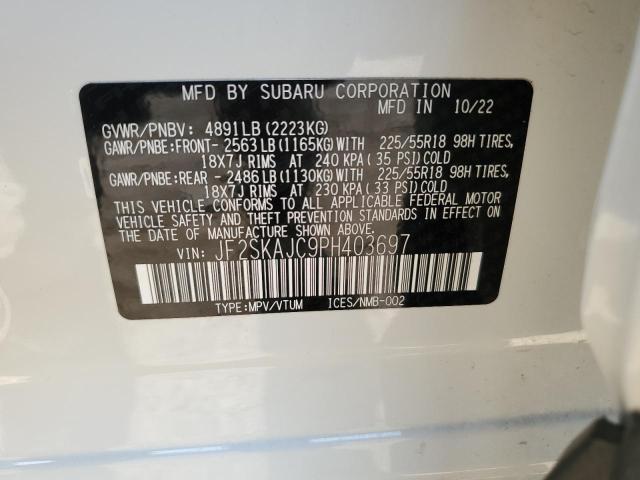 MFD BY SUBARU CORPORATION
MFD IN 10/22
GVWR/PNBV: 4891LB(2223KG)
GAWR/PNBE:FRONT- 2563LB(1165KG)WITH 225/55R18 98H TIRES,
18X7J RIMS AT 240 KPA( 35 PSI)COLD
GAWR/PNBE:REAR - 2486LB(1130KG)WITH 225/55R18 98H TIRES,
18X7J RIMS AT 230 KPA( 33 PSI)COLD
THIS VEHICLE CONFORMS TO ALL APPLICABLE FEDERAL MOTOR
VEHICLE SAFETY AND THEFT PREVENTION STANDARDS IN EFFECT ON
THE DATE OF MANUFACTURE SHOWN ABOVE.
VIN: JF2SKAJC9PH403697
TYPE:MPV/VTUM ICES/NMB-002